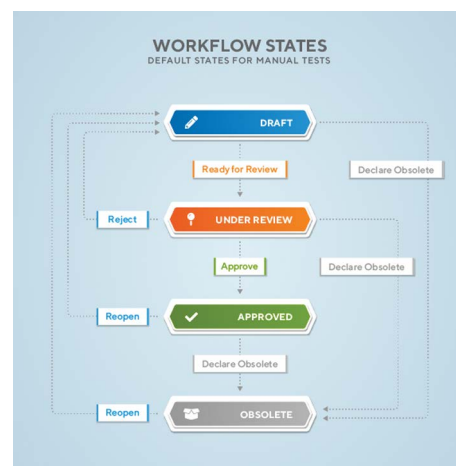 WORKFLOW STATES
DEFAULT STATES FOR MANUAL TESTS
DRAFT
Ready for Review
Declare Obsolete
Reject
UNDER REVIEW
Approve
Declare Obsolete
Reopen
APPROVED
Declare Obsolete
Reopen
OBSOLETE